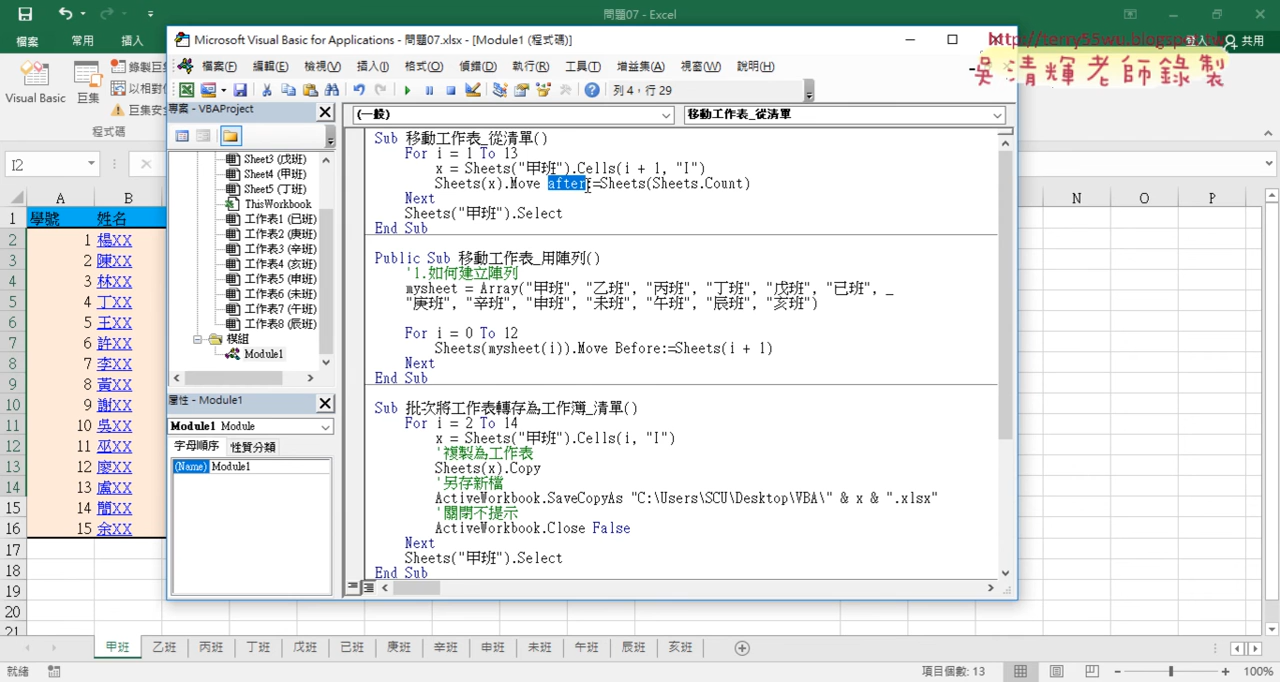 問題07 - Excel
檔案 常用 插入 登入 共用
http://terry55wu.blogspot.tw
吳清輝老師錄製
Visual Basic 巨集 錄製巨集
以相對位
巨集安全
程式碼
I2
A B N O P
1 學號 姓名
2 1 楊XX
3 2 陳XX
4 3 林XX
5 4 丁XX
6 5 王XX
7 6 許XX
8 7 李XX
9 8 黃XX
10 9 謝XX
11 10 吳XX
12 11 巫XX
13 12 廖XX
14 13 盧XX
15 14 簡XX
16 15 余XX
17
18
19
20
21
Microsoft Visual Basic for Applications - 問題07.xlsx - [Module1 (程式碼)]
檔案(F) 編輯(E) 檢視(V) 插入(I) 格式(O) 偵錯(D) 執行(R) 工具(T) 增益集(A) 視窗(W) 說明(H)
列 4，行 29
專案 - VBAProject
Sheet3 (戊班)
Sheet4 (甲班)
Sheet5 (丁班)
ThisWorkbook
工作表1 (已班)
工作表2 (庚班)
工作表3 (辛班)
工作表4 (亥班)
工作表5 (申班)
工作表6 (未班)
工作表7 (午班)
工作表8 (辰班)
模組
Module1
屬性 - Module1
Module1 Module
字母順序 性質分類
(Name) Module1
(一般) 移動工作表_從清單
Sub 移動工作表_從清單()
For i = 1 To 13
x = Sheets("甲班").Cells(i + 1, "I")
Sheets(x).Move after:=Sheets(Sheets.Count)
Next
Sheets("甲班").Select
End Sub
Public Sub 移動工作表_用陣列()
'1.如何建立陣列
mysheet = Array("甲班", "乙班", "丙班", "丁班", "戊班", "已班", _
"庚班", "辛班", "申班", "未班", "午班", "辰班", "亥班")
For i = 0 To 12
Sheets(mysheet(i)).Move Before:=Sheets(i + 1)
Next
End Sub
Sub 批次將工作表轉存為工作簿_清單()
For i = 2 To 14
x = Sheets("甲班").Cells(i, "I")
'複製為工作表
Sheets(x).Copy
'另存新檔
ActiveWorkbook.SaveCopyAs "C:\Users\SCU\Desktop\VBA\" & x & ".xlsx"
'關閉不提示
ActiveWorkbook.Close False
Next
Sheets("甲班").Select
End Sub
甲班 乙班 丙班 丁班 戊班 已班 庚班 辛班 申班 未班 午班 辰班 亥班
就緒 項目個數: 13 100%